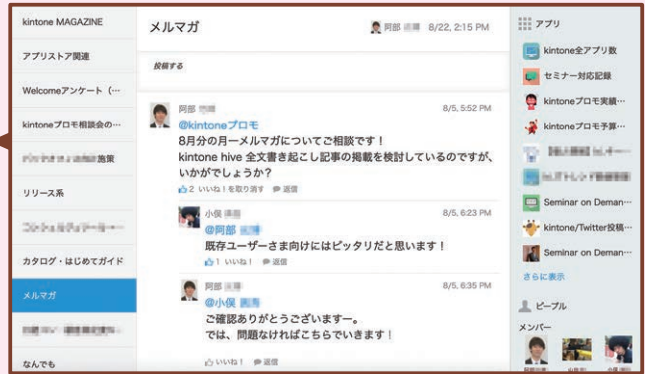 kintone MAGAZINE
アプリストア関連
Welcomeアンケート（…
kintoneプロモ相談会の…
施策
リリース系
カタログ・はじめてガイド
メルマガ
なんでも
メルマガ
阿部
8/22, 2:15 PM
投稿する
阿部
8/5, 5:52 PM
@kintoneプロモ
8月分の月一メルマガについてご相談です！
kintone hive 全文書き起こし記事の掲載を検討しているのですが、
いかがでしょうか？
2 いいね！を取り消す 返信
小俣
8/5, 6:23 PM
@阿部
既存ユーザーさま向けにはピッタリだと思います！
1 いいね！ 返信
阿部
8/5, 6:35 PM
@小俣
ご確認ありがとうございますー。
では、問題なければこちらでいきます！
いいね！ 返信
アプリ
kintone全アプリ数
セミナー対応記録
kintoneプロモ実績…
kintoneプロモ予算…
Seminar on Deman…
kintone/Twitter投稿…
Seminar on Deman…
さらに表示
ピープル
メンバー